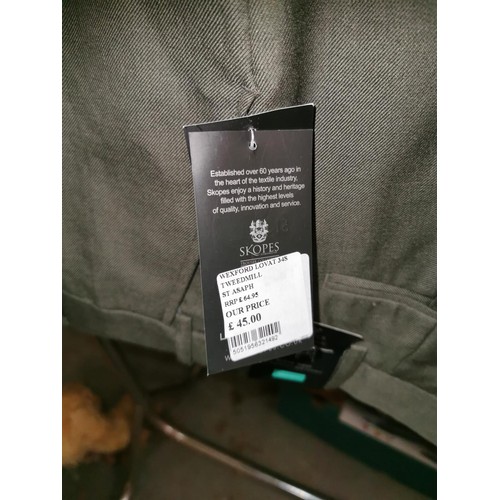 Established over 60 years ago in
the heart of the textile industry,
Skopes enjoy a history and heritage
filled with the highest levels
of quality, innovation and service.
SKOPES
WEXFORD LOVAT 34S
TWEEDMILL
ST ASAPH
RRP £ 64.95
OUR PRICE
£ 45.00
5051956321492